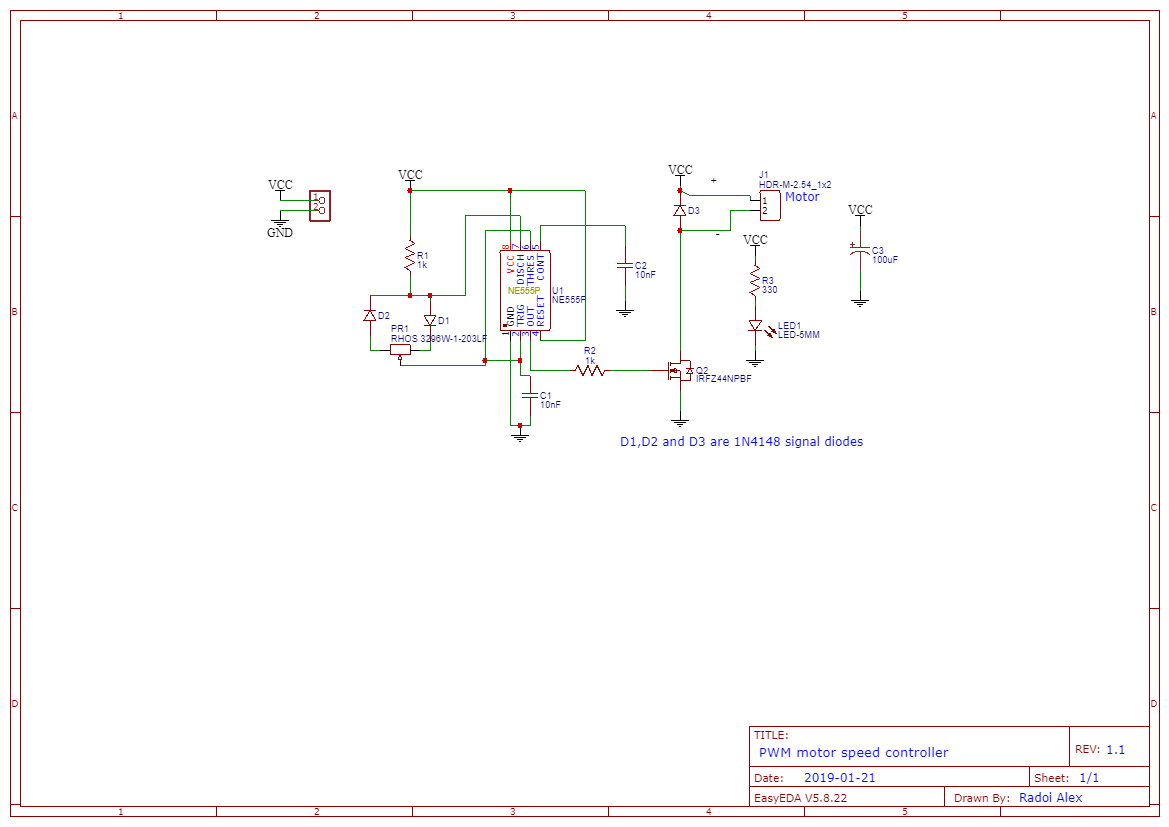 1 2 3 4 5
A A
B B
C C
D D
VCC
1
2
GND
VCC
R1
1k
D2
D1
PR1
RHOS 3296W-1-203LF
8 7 6 5
VCC
DISCH
THRES
CONT
NE555P
GND
TRIG
OUT
RESET
1 2 3 4
U1
NE555P
C2
10nF
C1
10nF
R2
1k
VCC
+
D3
-
J1
HDR-M-2.54_1x2
1
2
Motor
VCC
R3
330
LED1
LED-5MM
Q2
IRFZ44NPBF
VCC
+
C3
100uF
D1,D2 and D3 are 1N4148 signal diodes
TITLE:
PWM motor speed controller
REV: 1.1
Date: 2019-01-21
Sheet: 1/1
EasyEDA V5.8.22
Drawn By: Radoi Alex
1 2 3 4 5